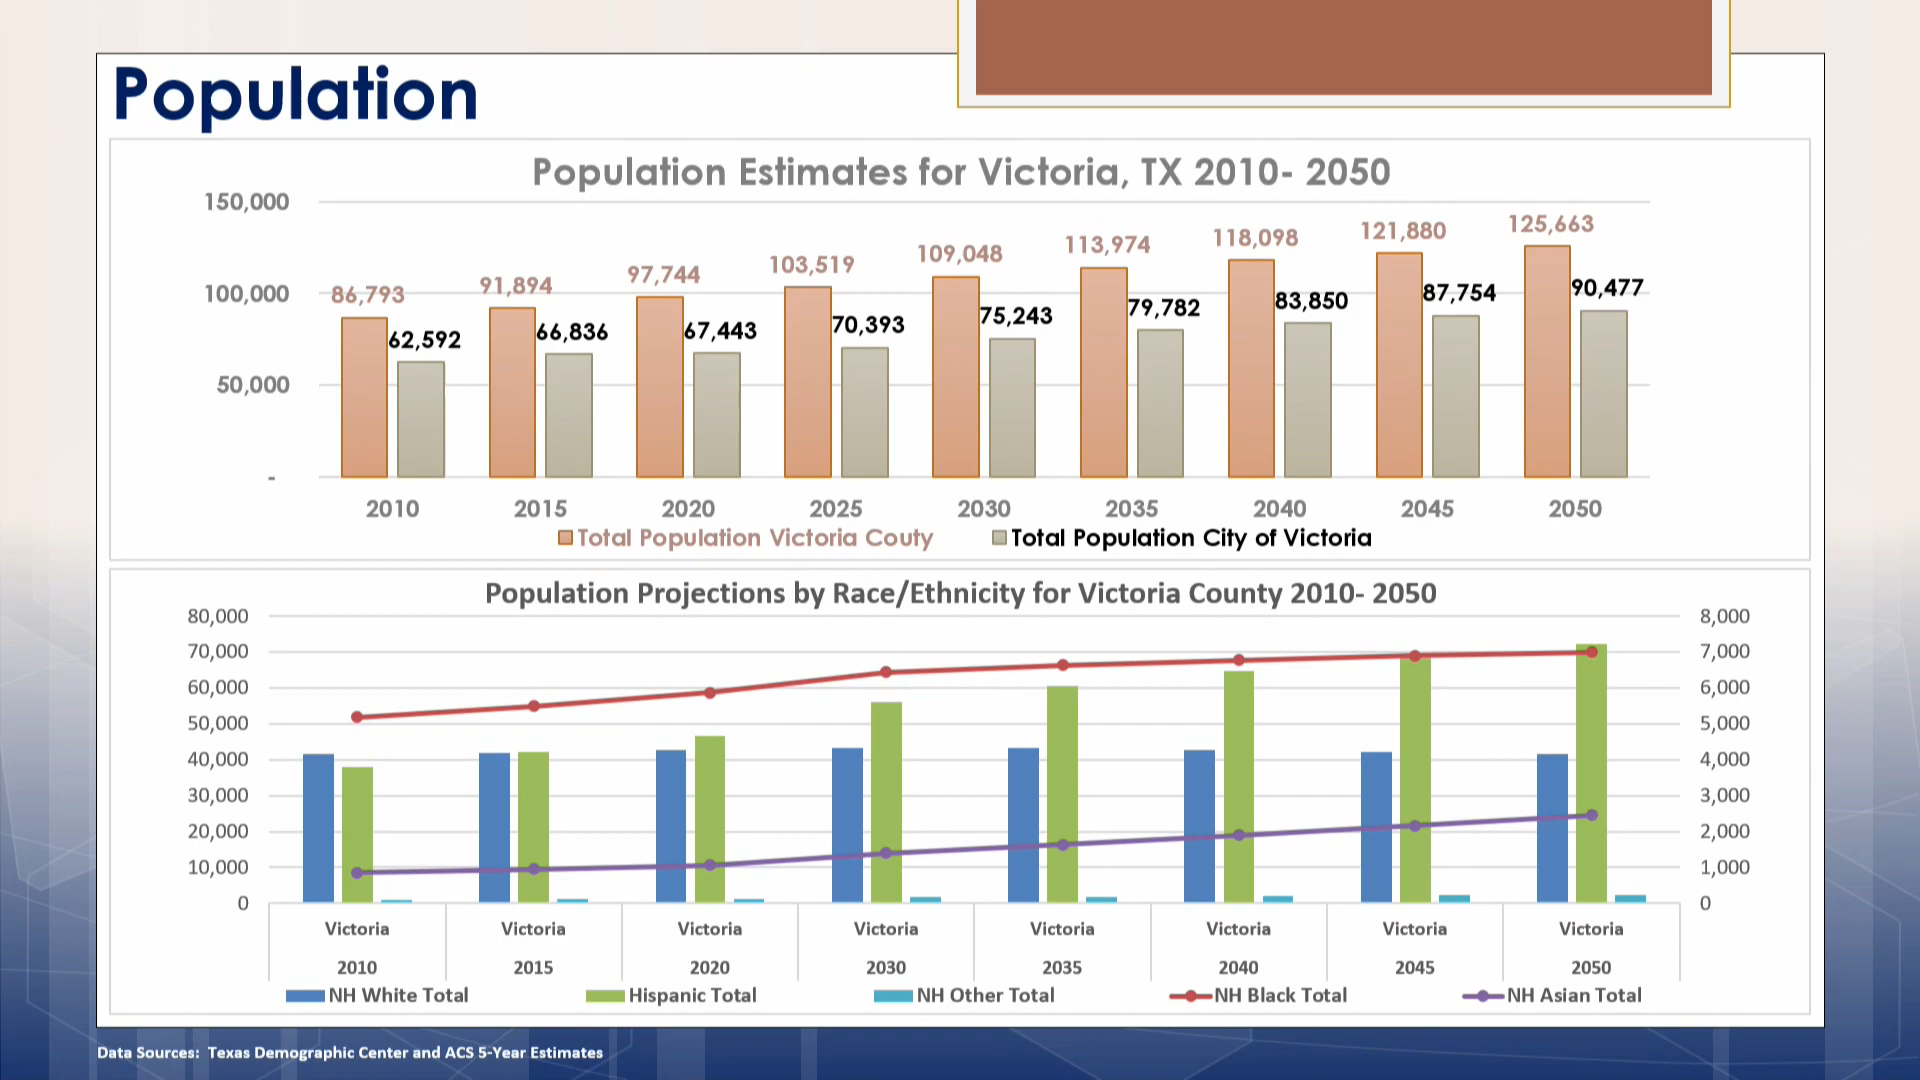 Population
Population Estimates for Victoria, TX 2010- 2050
150,000
100,000
50,000
-
86,793 62,592 91,894 66,836 97,744 67,443 103,519 70,393 109,048 75,243 113,974 79,782 118,098 83,850 121,880 87,754 125,663 90,477
2010 2015 2020 2025 2030 2035 2040 2045 2050
Total Population Victoria Couty Total Population City of Victoria
Population Projections by Race/Ethnicity for Victoria County 2010- 2050
80,000 8,000
70,000 7,000
60,000 6,000
50,000 5,000
40,000 4,000
30,000 3,000
20,000 2,000
10,000 1,000
0 0
Victoria Victoria Victoria Victoria Victoria Victoria Victoria Victoria
2010 2015 2020 2030 2035 2040 2045 2050
NH White Total Hispanic Total NH Other Total NH Black Total NH Asian Total
Data Sources: Texas Demographic Center and ACS 5-Year Estimates